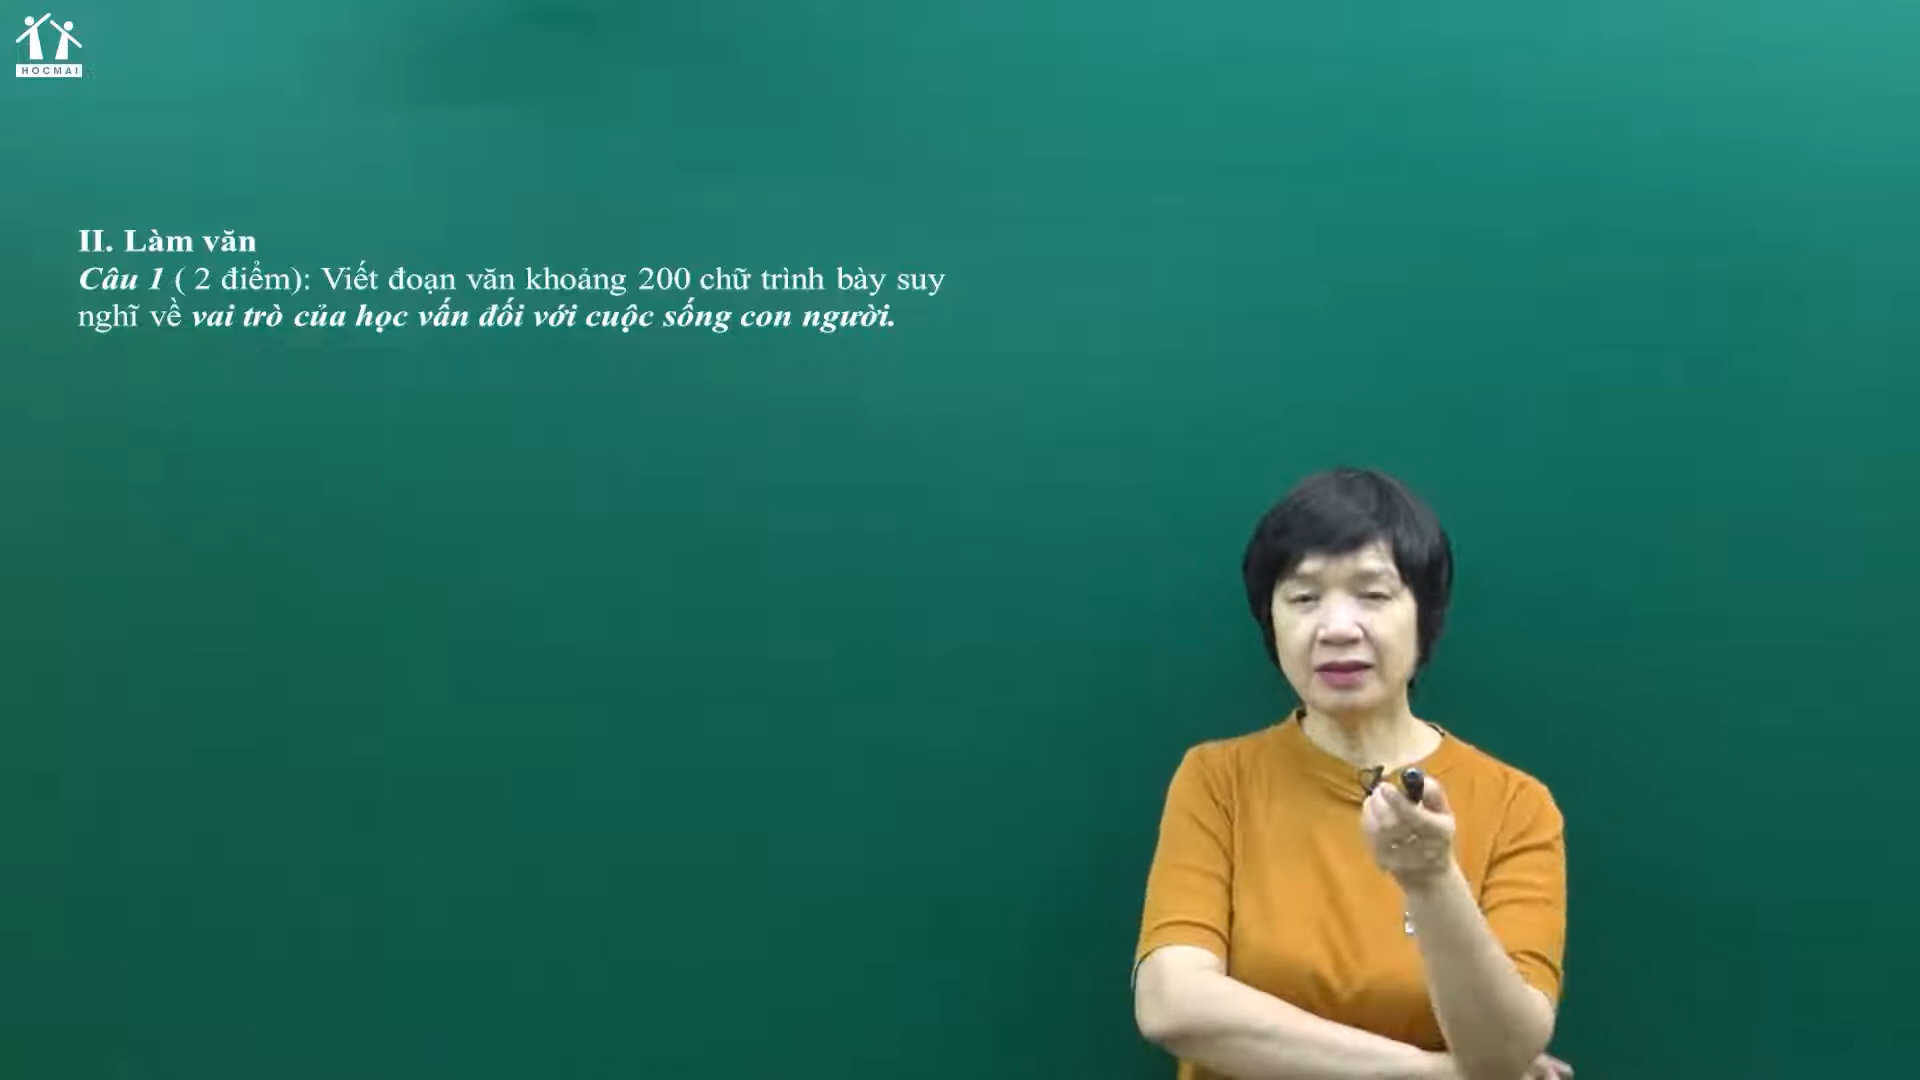 HOCMAI
II. Làm văn
Câu 1 ( 2 điểm): Viết đoạn văn khoảng 200 chữ trình bày suy
nghĩ về vai trò của học vấn đối với cuộc sống con người.